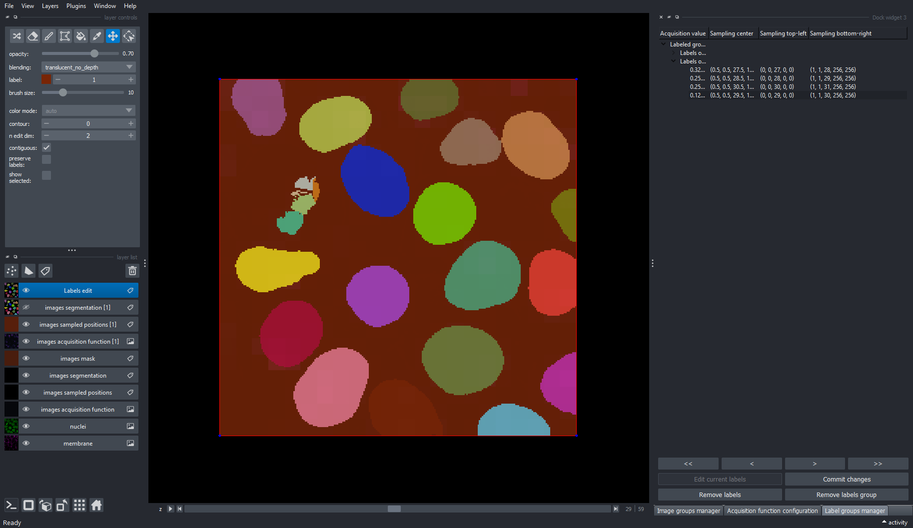 File View Layers Plugins Window Help
layer controls
opacity: 0.70
blending: translucent_no_depth
label: − 1 +
brush size: 10
color mode: auto
contour: − 0 +
n edit dim: − 2 +
contiguous:
preserve
labels:
show
selected:
layer list
Labels edit
images segmentation [1]
images sampled positions [1]
images acquisition function [1]
images mask
images segmentation
images sampled positions
images acquisition function
nuclei
membrane
z 29 59
Ready
Dock widget 3
Acquisition value Sampling center Sampling top-left Sampling bottom-right
Labeled gro...
Labels o...
Labels o...
0.32... (0.5, 0.5, 27.5, 1... (0, 0, 27, 0, 0) (1, 1, 28, 256, 256)
0.25... (0.5, 0.5, 28.5, 1... (0, 0, 28, 0, 0) (1, 1, 29, 256, 256)
0.25... (0.5, 0.5, 30.5, 1... (0, 0, 30, 0, 0) (1, 1, 31, 256, 256)
0.12... (0.5, 0.5, 29.5, 1... (0, 0, 29, 0, 0) (1, 1, 30, 256, 256)
<< < > >>
Edit current labels Commit changes
Remove labels Remove labels group
Image groups manager Acquisition function configuration Label groups manager
activity